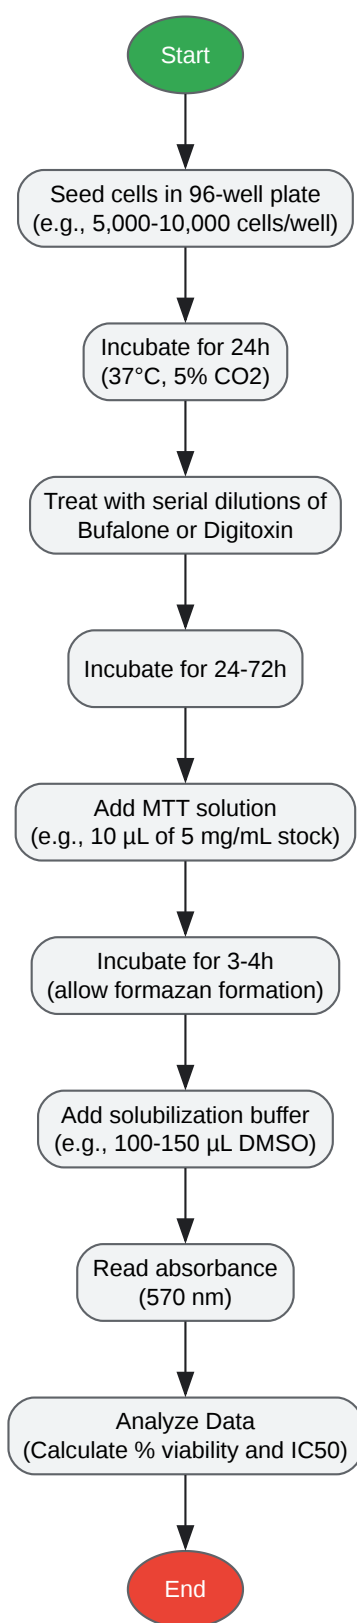 Start
Seed cells in 96-well plate
(e.g., 5,000-10,000 cells/well)
Incubate for 24h
(37°C, 5% CO2)
Treat with serial dilutions of
Bufalone or Digitoxin
Incubate for 24-72h
Add MTT solution
(e.g., 10 µL of 5 mg/mL stock)
Incubate for 3-4h
(allow formazan formation)
Add solubilization buffer
(e.g., 100-150 µL DMSO)
Read absorbance
(570 nm)
Analyze Data
(Calculate % viability and IC50)
End